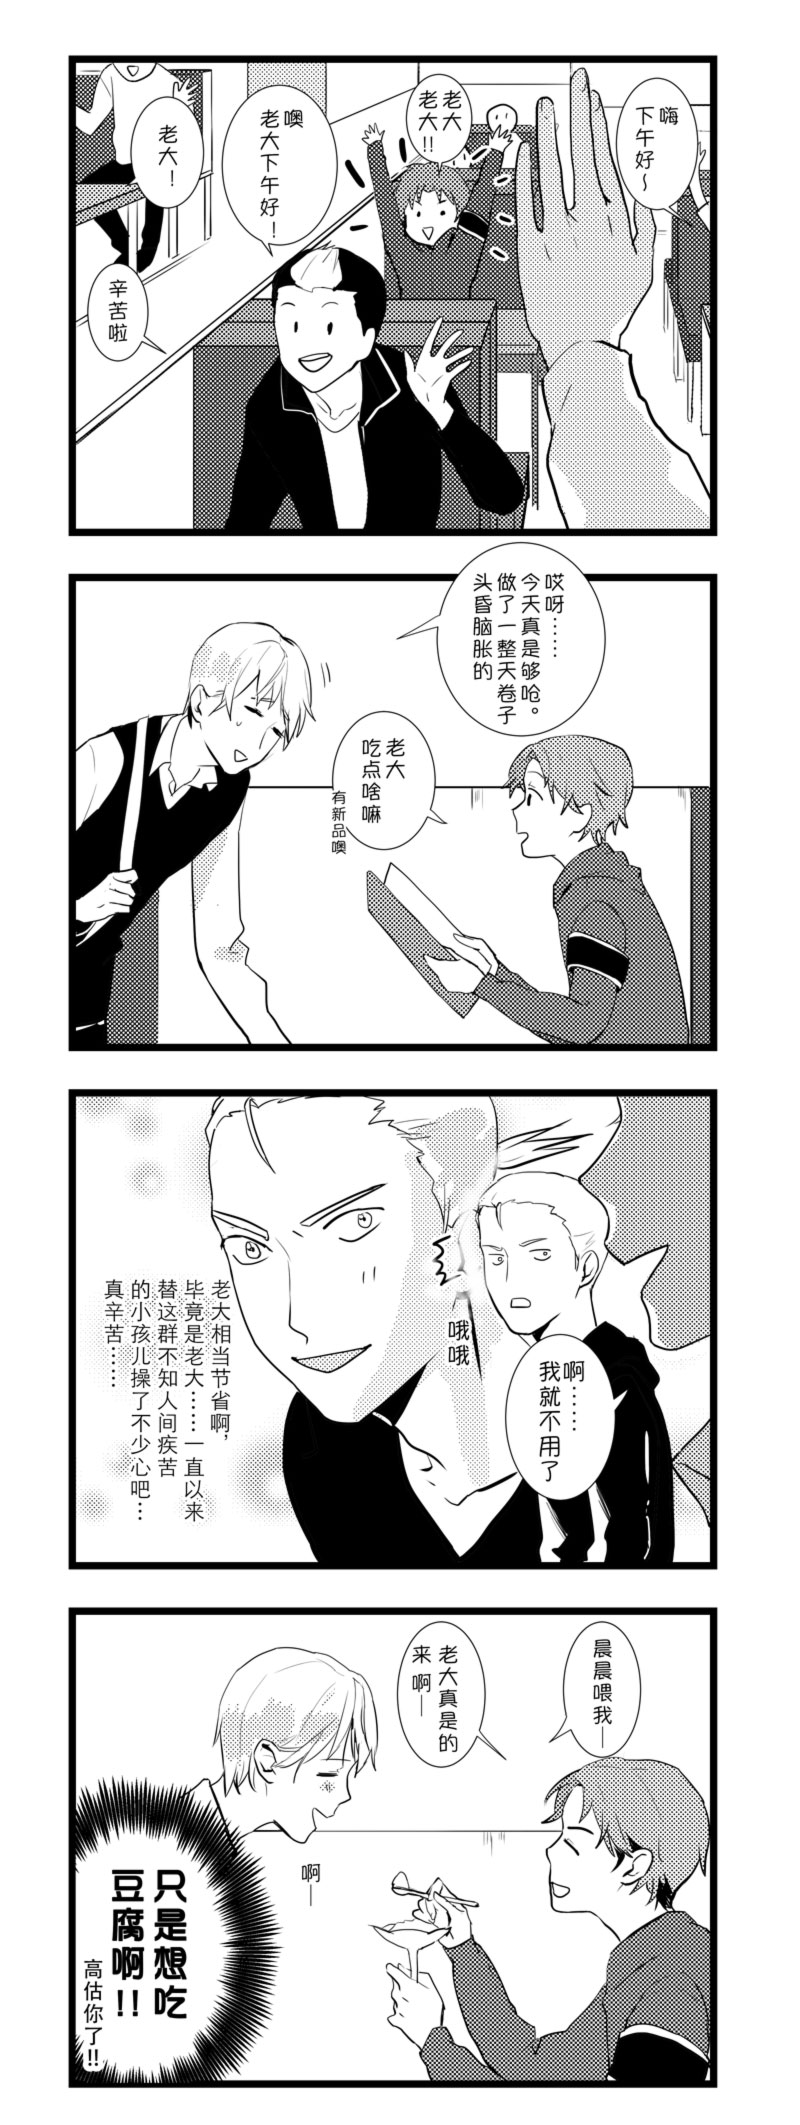 嗨
下午好～
老大
老大!!
噢
老大下午好！
老大！
辛苦啦
哎呀……
今天真是够呛。
做了一整天卷子
头昏脑胀的
老大
吃点啥嘛
有新品噢
啊……
我就不用了
哦哦
老大相当节省啊，
毕竟是老大……一直以来
替这群不知人间疾苦
的小孩儿操了不少心吧…
真辛苦……
晨晨喂我—
老大真是的
来 啊—
啊—
只是想吃
豆腐啊!!
高估你了!!